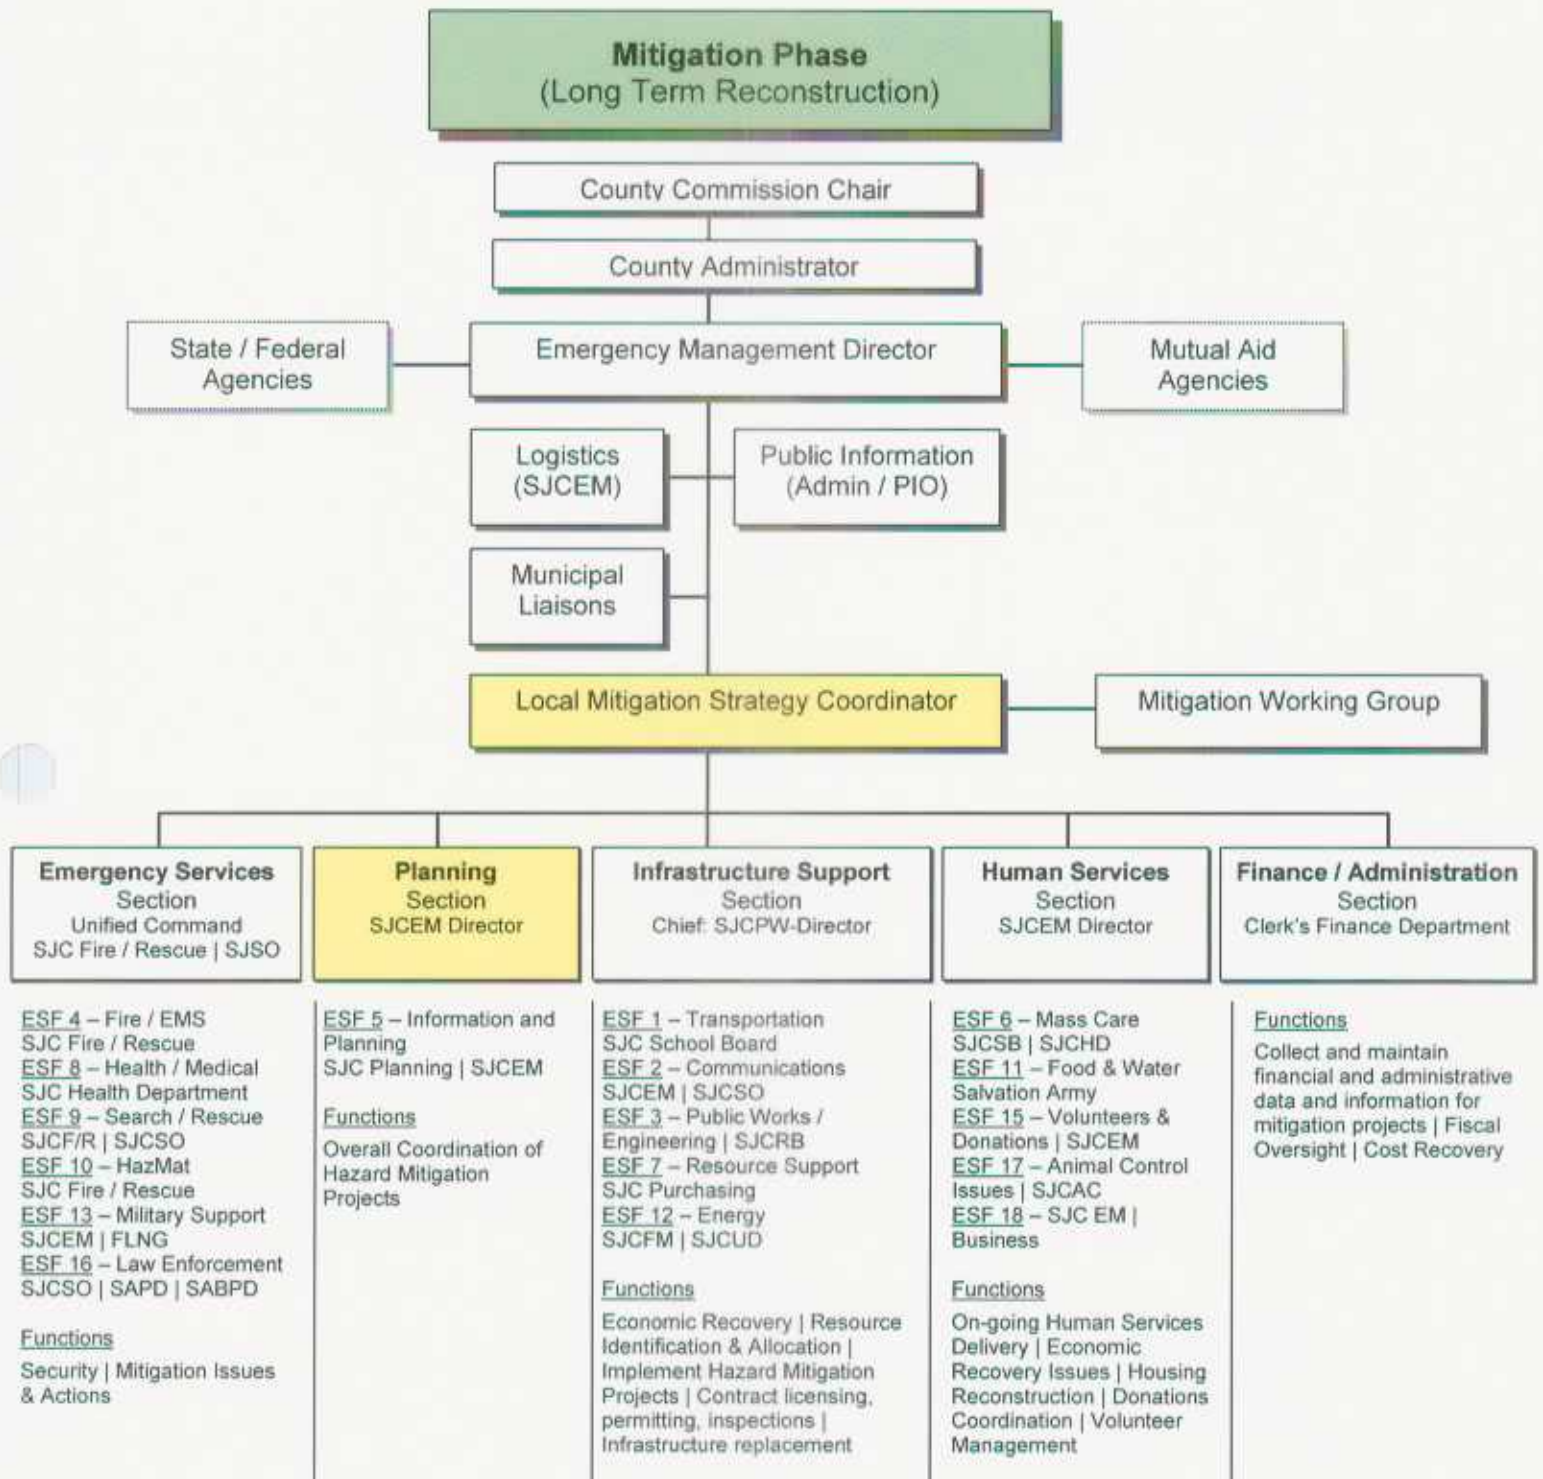 Mitigation Phase
(Long Term Reconstruction)
County Commission Chair
County Administrator
State / Federal
Agencies
Emergency Management Director
Mutual Aid
Agencies
Logistics
(SJCEM)
Public Information
(Admin / PIO)
Municipal
Liaisons
Local Mitigation Strategy Coordinator
Mitigation Working Group
Emergency Services
Section
Unified Command
SJC Fire / Rescue | SJSO
Planning
Section
SJCEM Director
Infrastructure Support
Section
Chief: SJCPW-Director
Human Services
Section
SJCEM Director
Finance / Administration
Section
Clerk's Finance Department
ESF 4 – Fire / EMS
SJC Fire / Rescue
ESF 8 – Health / Medical
SJC Health Department
ESF 9 – Search / Rescue
SJCF/R | SJCSO
ESF 10 – HazMat
SJC Fire / Rescue
ESF 13 – Military Support
SJCEM | FLNG
ESF 16 – Law Enforcement
SJCSO | SAPD | SABPD
Functions
Security | Mitigation Issues
& Actions
ESF 5 – Information and
Planning
SJC Planning | SJCEM
Functions
Overall Coordination of
Hazard Mitigation
Projects
ESF 1 – Transportation
SJC School Board
ESF 2 – Communications
SJCEM | SJCSO
ESF 3 – Public Works /
Engineering | SJCRB
ESF 7 – Resource Support
SJC Purchasing
ESF 12 – Energy
SJCFM | SJCUD
Functions
Economic Recovery | Resource
Identification & Allocation |
Implement Hazard Mitigation
Projects | Contract licensing,
permitting, inspections |
Infrastructure replacement
ESF 6 – Mass Care
SJCSB | SJCHD
ESF 11 – Food & Water
Salvation Army
ESF 15 – Volunteers &
Donations | SJCEM
ESF 17 – Animal Control
Issues | SJCAC
ESF 18 – SJC EM |
Business
Functions
On-going Human Services
Delivery | Economic
Recovery Issues | Housing
Reconstruction | Donations
Coordination | Volunteer
Management
Functions
Collect and maintain
financial and administrative
data and information for
mitigation projects | Fiscal
Oversight | Cost Recovery